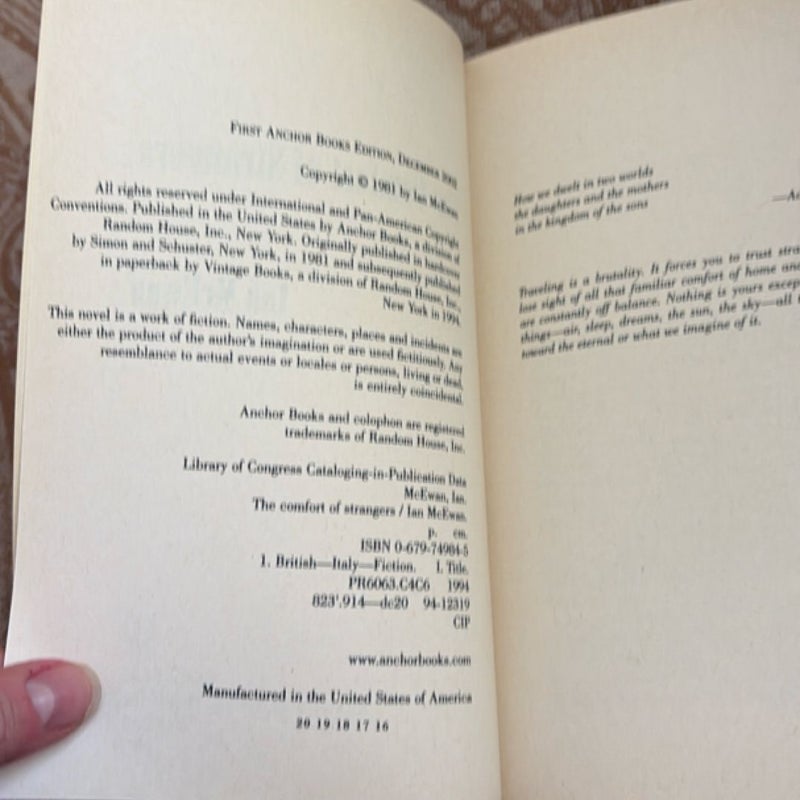 FIRST ANCHOR BOOKS EDITION, DECEMBER
Copyright © 1981 by Ian McEwan
All rights reserved under International and Pan-American Copyright
Conventions. Published in the United States by Anchor Books, a division of
Random House, Inc., New York. Originally published in hardcover
by Simon and Schuster, New York, in 1981 and subsequently published
in paperback by Vintage Books, a division of Random House, Inc.,
New York in 1994.
This novel is a work of fiction. Names, characters, places and incidents are
either the product of the author's imagination or are used fictitiously. Any
resemblance to actual events or locales or persons, living or dead,
is entirely coincidental.
Anchor Books and colophon are registered
trademarks of Random House, Inc.
Library of Congress Cataloging-in-Publication Data
McEwan, Ian.
The comfort of strangers / Ian McEwan.
p. cm.
ISBN 0-679-74984-5
1. British—Italy—Fiction. I. Title.
PR6063.C4C6 1994
823'.914—dc20 94-12319
CIP
www.anchorbooks.com
Manufactured in the United States of America
20 19 18 17 16
How we dwelt in two worlds
the daughters and the mothers
in the kingdom of the sons
Traveling is a brutality. It forces you to trust
lose sight of all that familiar comfort of home
are constantly off balance. Nothing is yours
things—air, sleep, dreams, the sun, the sky—all
toward the eternal or what we imagine of it.